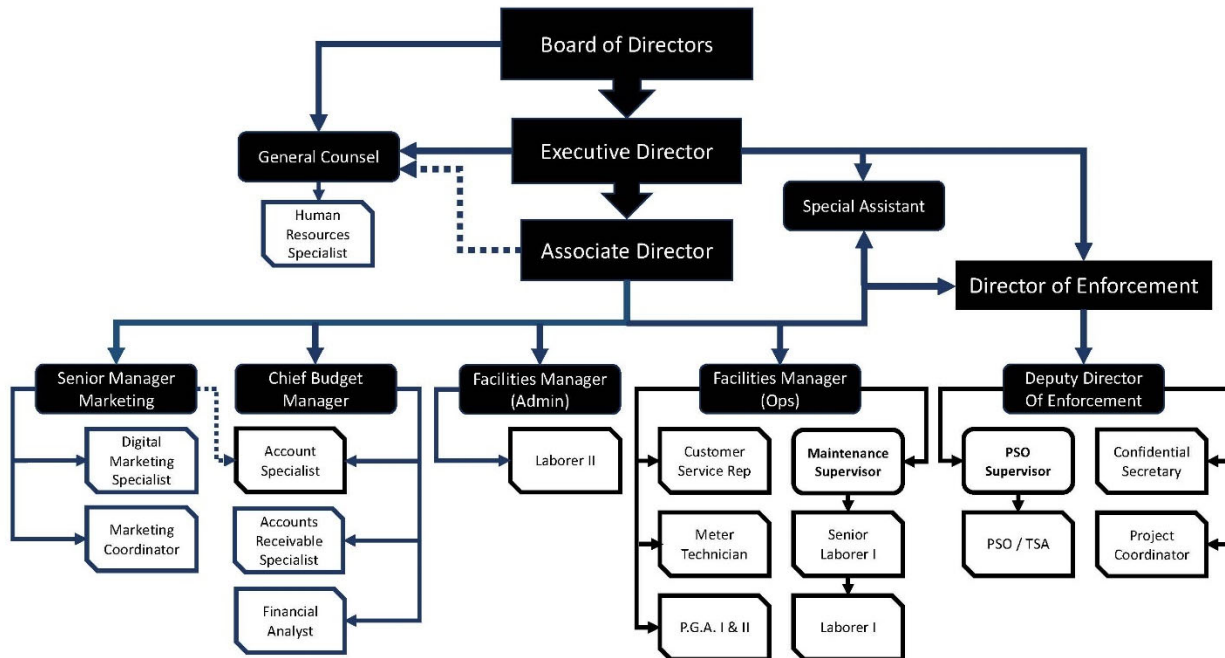 Board of Directors
General Counsel
Executive Director
Special Assistant
Human
Resources
Specialist
Associate Director
Director of Enforcement
Senior Manager
Marketing
Chief Budget
Manager
Facilities Manager
(Admin)
Facilities Manager
(Ops)
Deputy Director
Of Enforcement
Digital
Marketing
Specialist
Account
Specialist
Laborer II
Customer
Service Rep
Maintenance
Supervisor
PSO
Supervisor
Confidential
Secretary
Marketing
Coordinator
Accounts
Receivable
Specialist
Meter
Technician
Senior
Laborer I
PSO / TSA
Project
Coordinator
Financial
Analyst
P.G.A. I & II
Laborer I